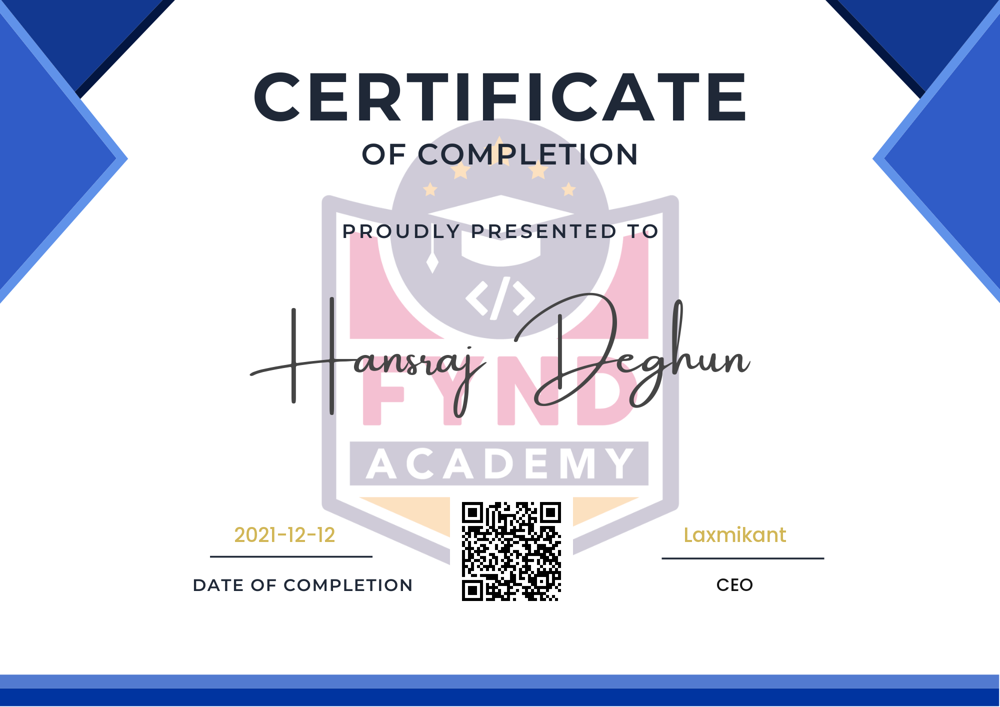 CERTIFICATE
OF COMPLETION
PROUDLY PRESENTED TO
</>
Hansraj Deghun
FYND
ACADEMY
2021-12-12
Laxmikant
DATE OF COMPLETION
CEO